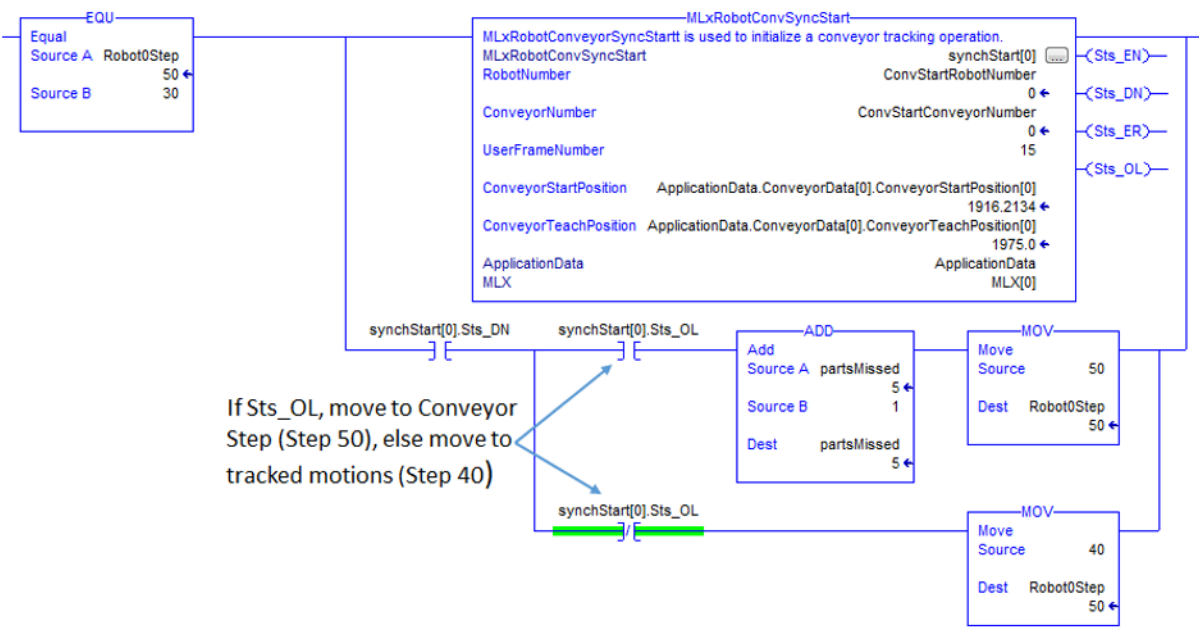 EQU
Equal
Source A Robot0Step
50
Source B 30
MLxRobotConvSyncStart
MLxRobotConveyorSyncStartt is used to initialize a conveyor tracking operation.
MLxRobotConvSyncStart synchStart[0] ...
RobotNumber ConvStartRobotNumber
0
ConveyorNumber ConvStartConveyorNumber
0
UserFrameNumber 15
ConveyorStartPosition ApplicationData.ConveyorData[0].ConveyorStartPosition[0]
1916.2134
ConveyorTeachPosition ApplicationData.ConveyorData[0].ConveyorTeachPosition[0]
1975.0
ApplicationData ApplicationData
MLX MLX[0]
Sts_EN
Sts_DN
Sts_ER
Sts_OL
synchStart[0].Sts_DN
synchStart[0].Sts_OL
ADD
Add
Source A partsMissed
5
Source B 1
Dest partsMissed
5
MOV
Move
Source 50
Dest Robot0Step
50
If Sts_OL, move to Conveyor
Step (Step 50), else move to
tracked motions (Step 40)
synchStart[0].Sts_OL
MOV
Move
Source 40
Dest Robot0Step
50